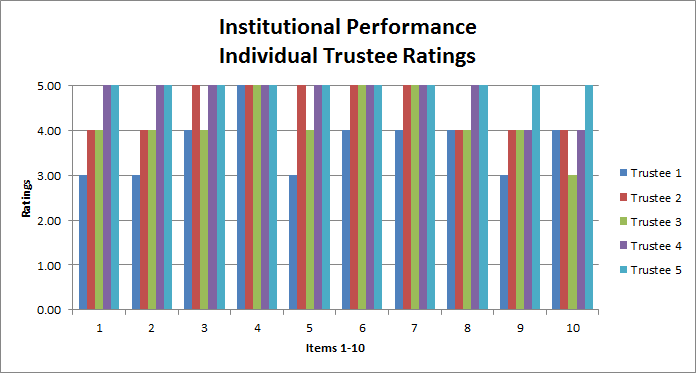 Institutional Performance
Individual Trustee Ratings
5.00
4.00
3.00
2.00
1.00
0.00
Ratings
1 2 3 4 5 6 7 8 9 10
Items 1-10
Trustee 1
Trustee 2
Trustee 3
Trustee 4
Trustee 5